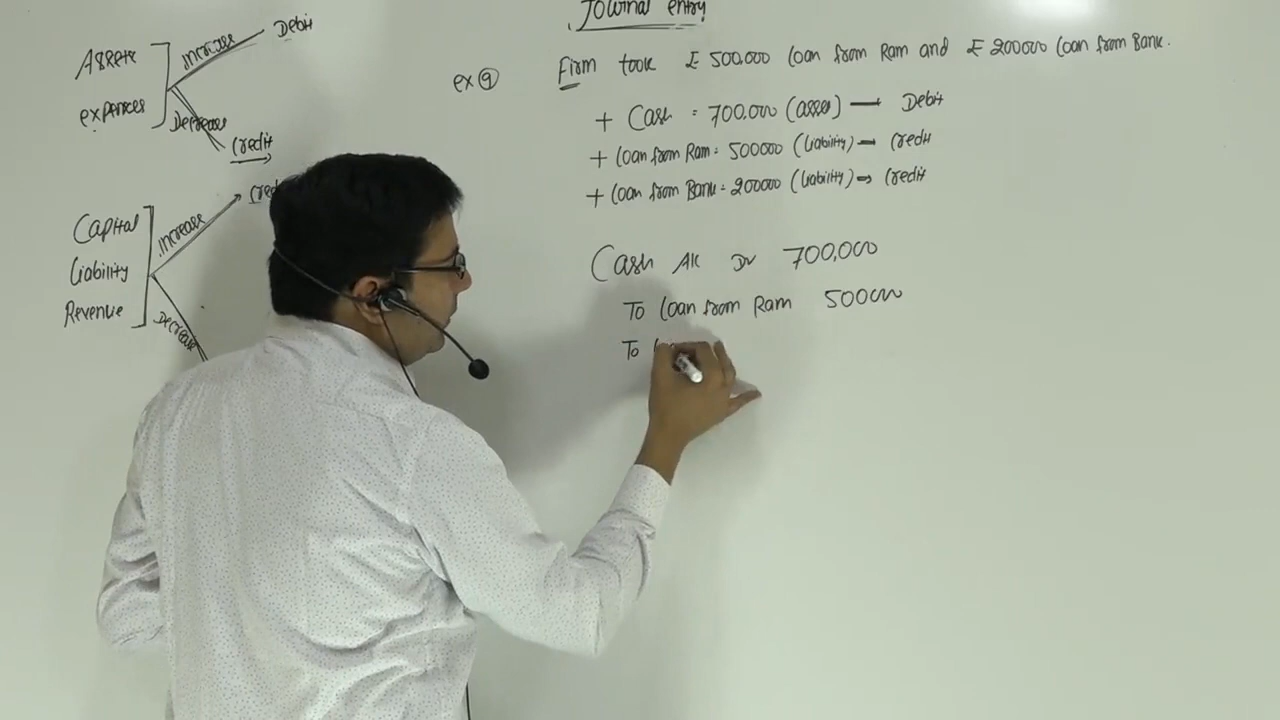 Journal entry
Assets
expences
increase
Debit
Decrease
Credit
Capital
liability
Revenue
increase
Decrease
ex 9
Firm took £ 500,000 loan from Ram and £ 200000 loan from Bank.
+ Cash = 700,000 (asset) — Debit
+ loan from Ram = 500000 (liability) — Credit
+ loan from Bank = 200000 (liability) → Credit
Cash A/c Dr 700,000
To loan from Ram 500000
To